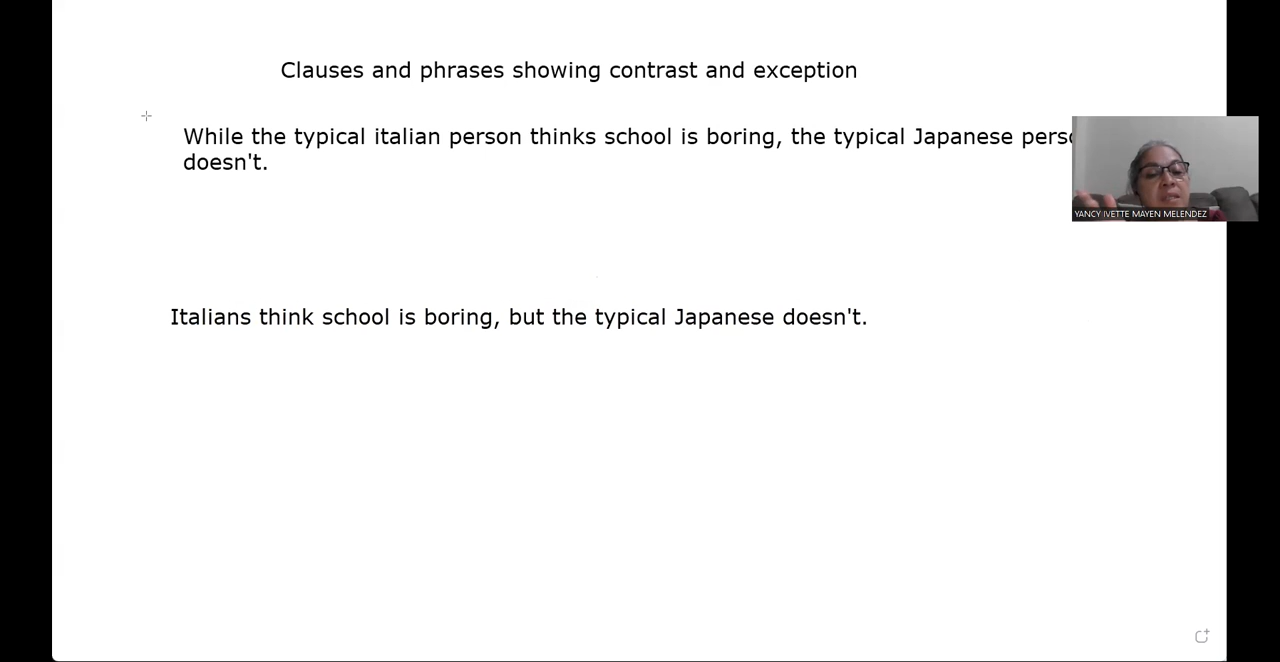 Clauses and phrases showing contrast and exception
While the typical italian person thinks school is boring, the typical Japanese
doesn't.
YANCY IVETTE MAYEN MELENDEZ
Italians think school is boring, but the typical Japanese doesn't.